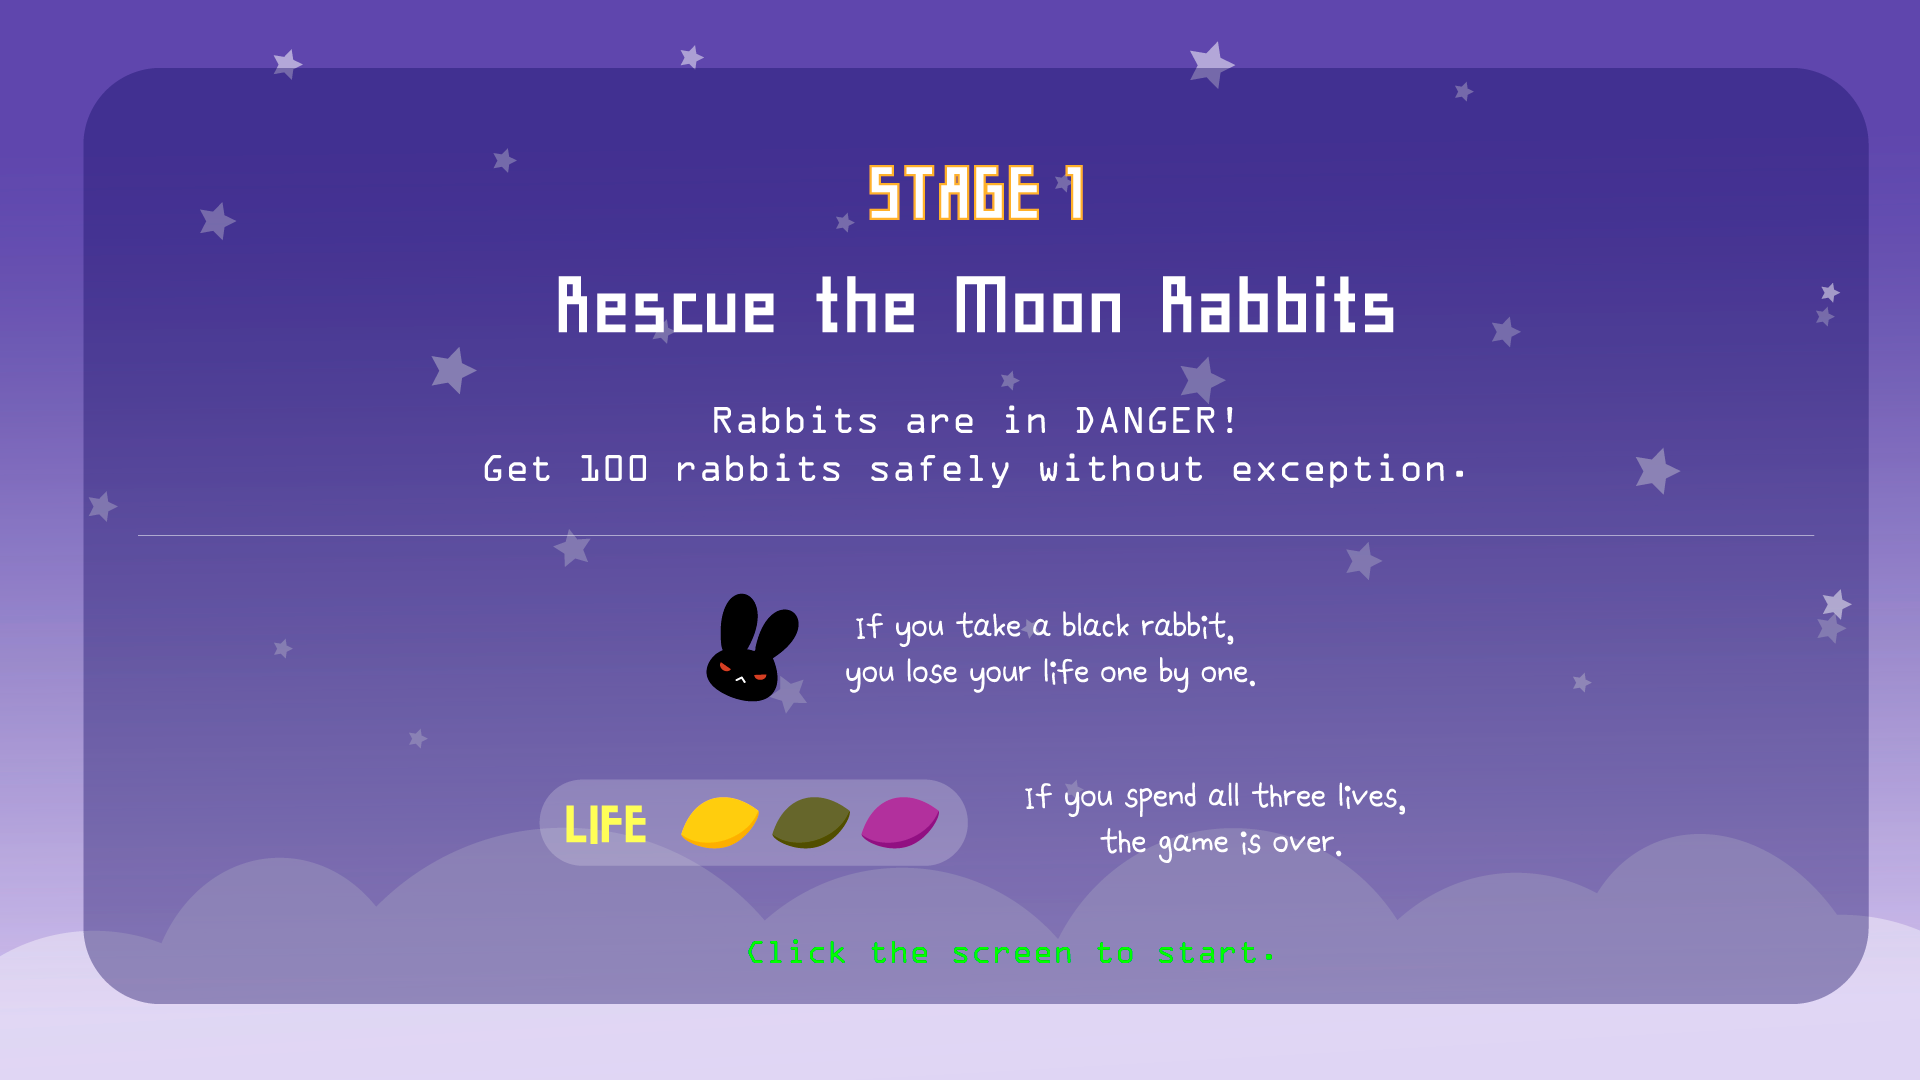 STAGE 1
Rescue the Moon Rabbits
Rabbits are in DANGER!
Get 100 rabbits safely without exception.
If you take a black rabbit,
you lose your life one by one.
LIFE
If you spend all three lives,
the game is over.
Click the screen to start.